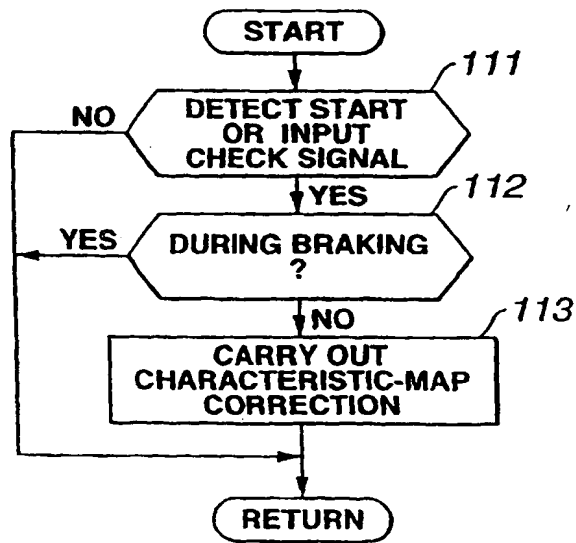 START
111
DETECT START
OR INPUT
CHECK SIGNAL
NO
YES
112
DURING BRAKING
?
YES
NO
113
CARRY OUT
CHARACTERISTIC-MAP
CORRECTION
RETURN